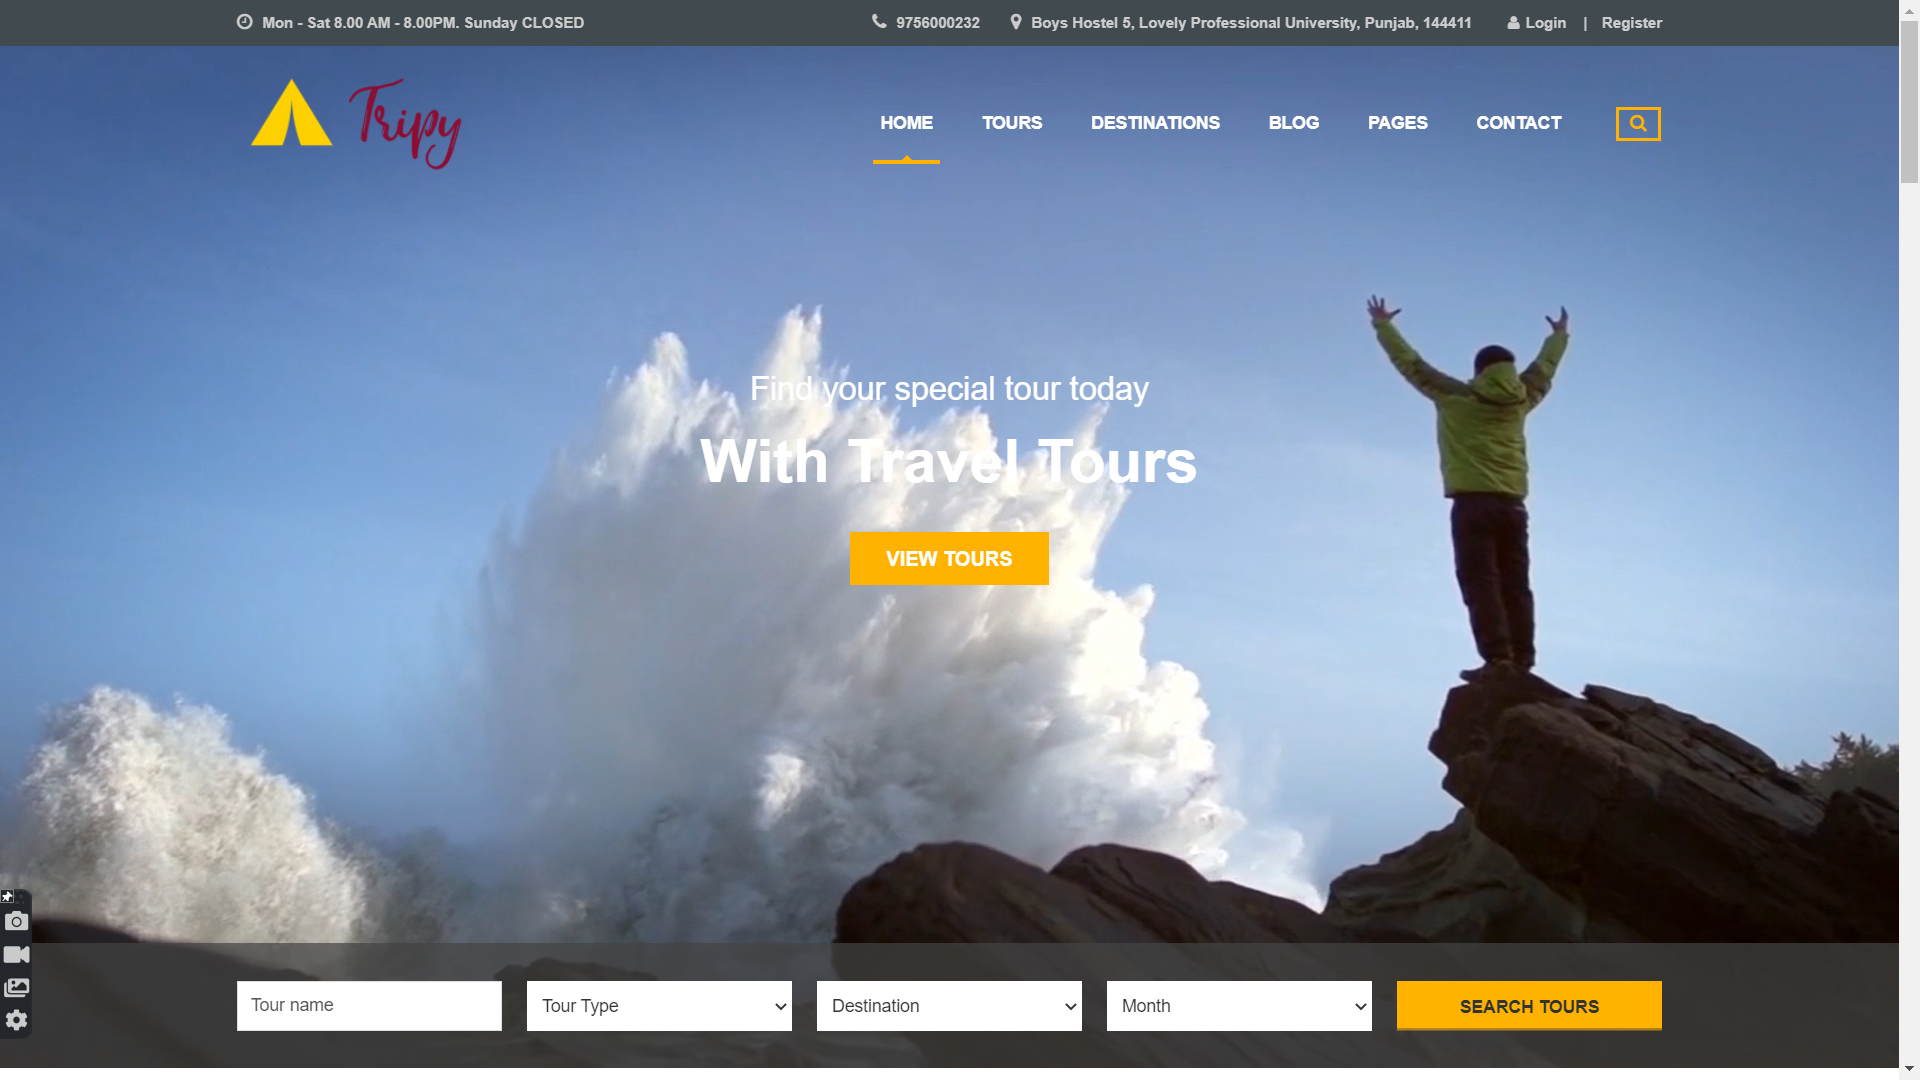 Mon - Sat 8.00 AM - 8.00PM. Sunday CLOSED
9756000232
Boys Hostel 5, Lovely Professional University, Punjab, 144411
Login | Register
Tripy
HOME
TOURS
DESTINATIONS
BLOG
PAGES
CONTACT
Find your special tour today
With Travel Tours
VIEW TOURS
Tour name
Tour Type
Destination
Month
SEARCH TOURS